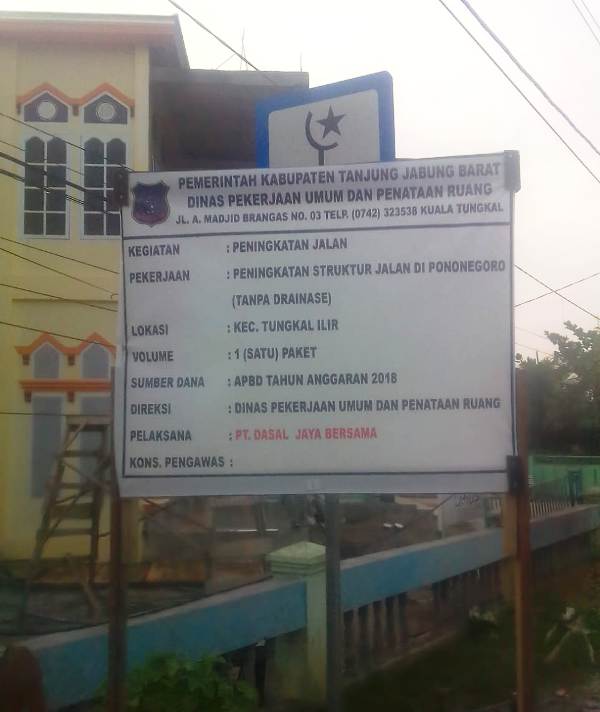 PEMERINTAH KABUPATEN TANJUNG JABUNG BARAT
DINAS PEKERJAAN UMUM DAN PENATAAN RUANG
JL. A. MADJID BRANGAS NO. 03 TELP. (0742) 323538 KUALA TUNGKAL
KEGIATAN : PENINGKATAN JALAN
PEKERJAAN : PENINGKATAN STRUKTUR JALAN DI PONONEGORO
(TANPA DRAINASE)
LOKASI : KEC. TUNGKAL ILIR
VOLUME : 1 (SATU) PAKET
SUMBER DANA : APBD TAHUN ANGGARAN 2018
DIREKSI : DINAS PEKERJAAN UMUM DAN PENATAAN RUANG
PELAKSANA : PT. DASAL JAYA BERSAMA
KONS. PENGAWAS :